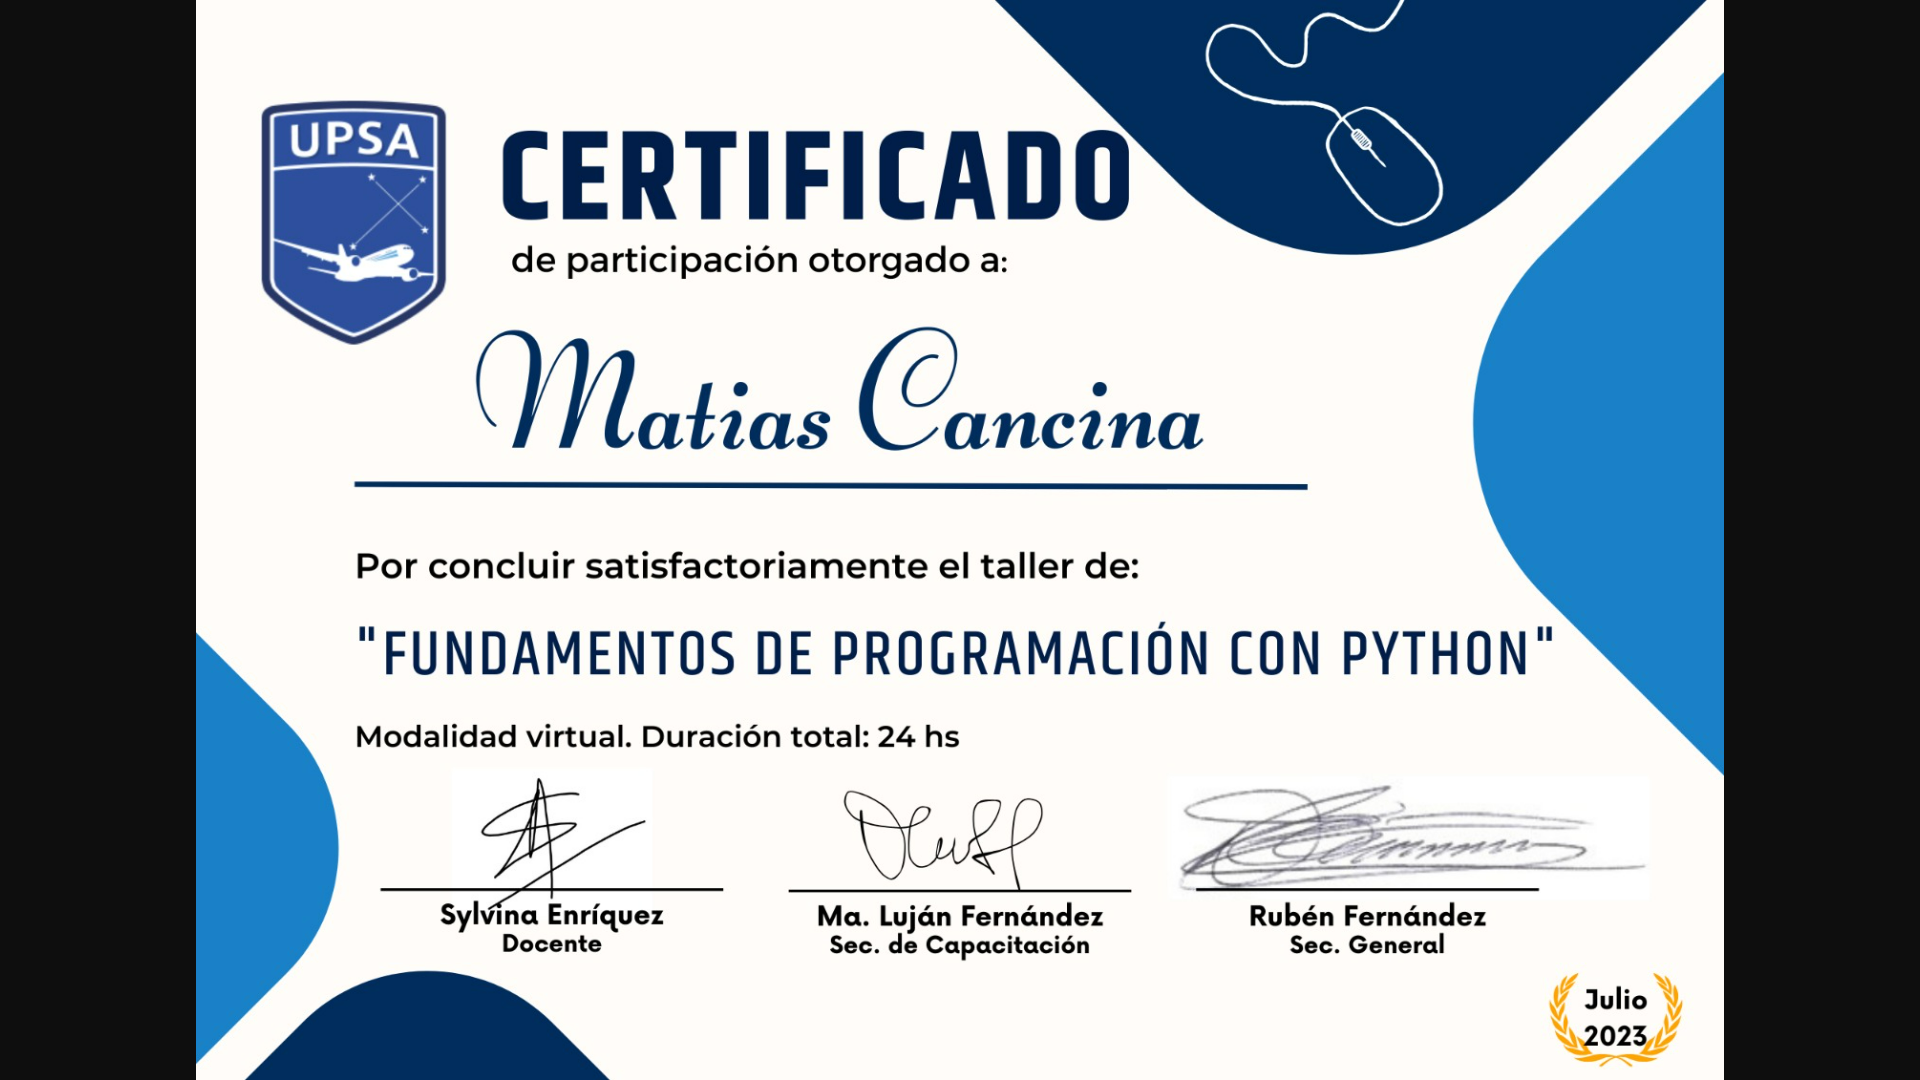 UPSA
CERTIFICADO
de participación otorgado a:
Matias Cancina
Por concluir satisfactoriamente el taller de:
"FUNDAMENTOS DE PROGRAMACIÓN CON PYTHON"
Modalidad virtual. Duración total: 24 hs
Sylvina Enríquez
Docente
Ma. Luján Fernández
Sec. de Capacitación
Rubén Fernández
Sec. General
Julio
2023